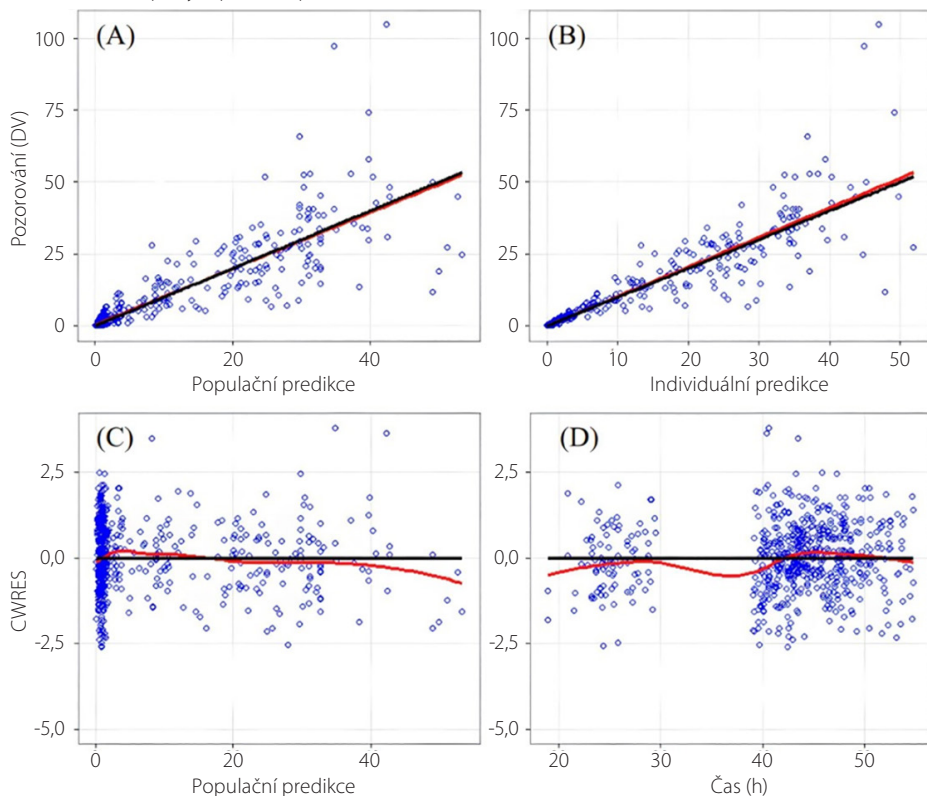 (A)
100
75
50
25
0
Pozorování (DV)
0 20 40
Populační predikce
(B)
100
75
50
25
0
0 10 20 30 40 50
Individuální predikce
(C)
2,5
0,0
-2,5
-5,0
CWRES
0 20 40
Populační predikce
(D)
2,5
0,0
-2,5
-5,0
20 30 40 50
Čas (h)